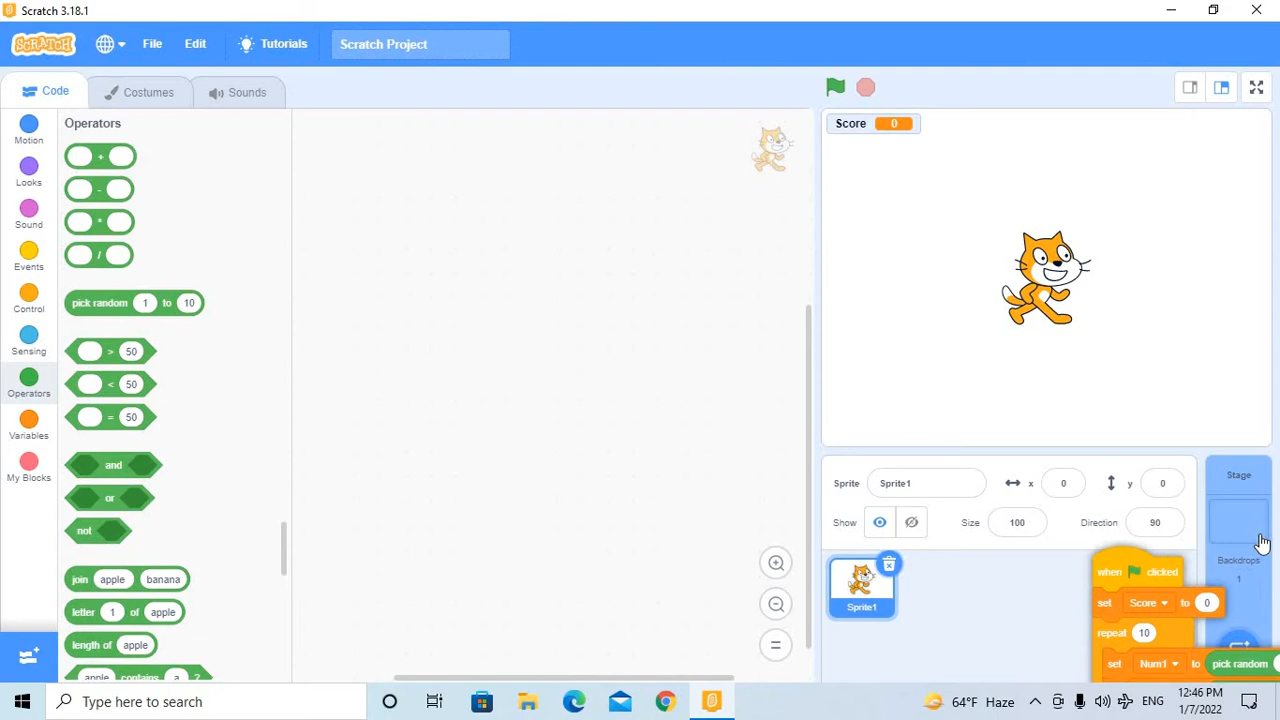 Scratch 3.18.1
SCRATCH
File
Edit
Tutorials
Scratch Project
Code
Costumes
Sounds
Motion
Looks
Sound
Events
Control
Sensing
Operators
Variables
My Blocks
Operators
+
-
*
/
pick random 1 to 10
> 50
< 50
= 50
and
or
not
join apple banana
letter 1 of apple
length of apple
apple contains a ?
Score 0
Sprite Sprite1
x 0
y 0
Show
Size 100
Direction 90
Sprite1
Stage
Backdrops
1
when clicked
set Score to 0
repeat 10
set Num1 to pick random
Type here to search
64°F Haze
ENG
12:46 PM
1/7/2022